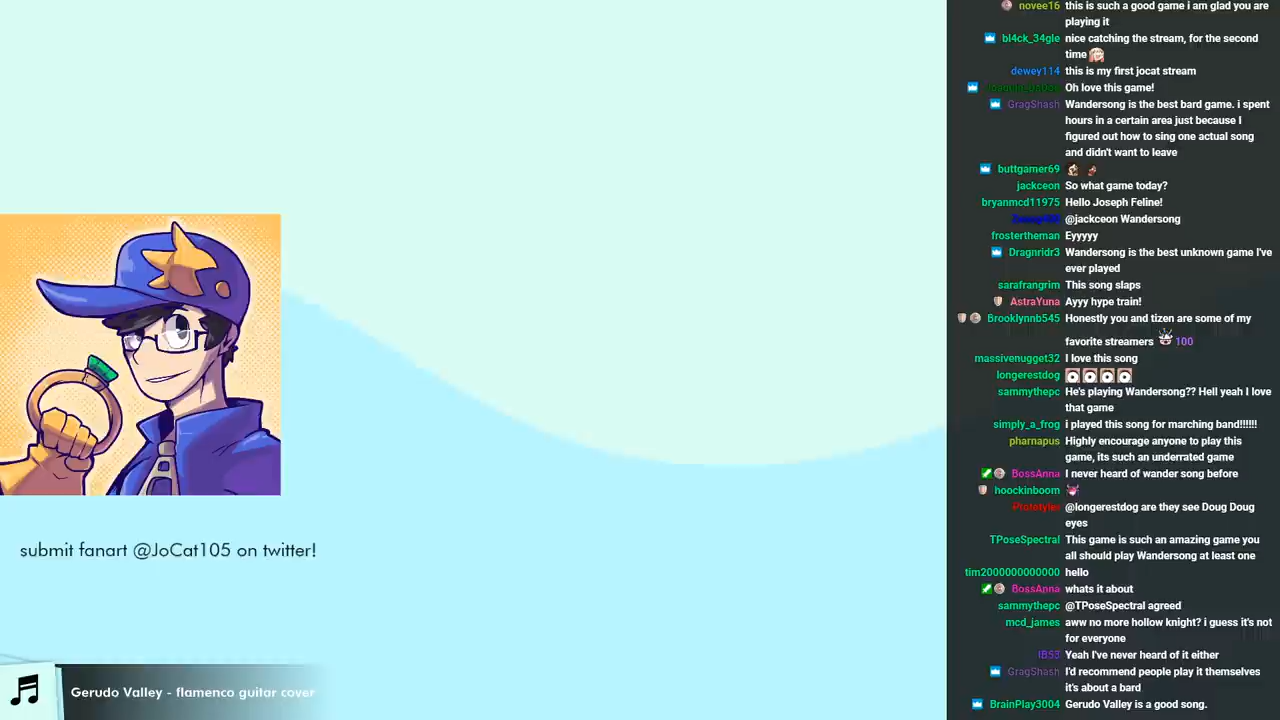 novee16 this is such a good game i am glad you are
playing it
bl4ck_34gle nice catching the stream, for the second
time
dewey114 this is my first jocat stream
Oh love this game!
GragShash Wandersong is the best bard game. i spent
hours in a certain area just because I
figured out how to sing one actual song
and didn't want to leave
buttgamer69
jackceon So what game today?
bryanmcd11975 Hello Joseph Feline!
@jackceon Wandersong
frostertheman Eyyyyy
Dragnridr3 Wandersong is the best unknown game I've
ever played
sarafrangrim This song slaps
AstraYuna Ayyy hype train!
Brooklynnb545 Honestly you and tizen are some of my
favorite streamers 100
massivenugget32 I love this song
longerestdog
sammythepc He's playing Wandersong?? Hell yeah I love
that game
simply_a_frog i played this song for marching band!!!!!!
pharnapus Highly encourage anyone to play this
game, its such an underrated game
BossAnna I never heard of wander song before
hoockinboom
@longerestdog are they see Doug Doug
eyes
TPoseSpectral This game is such an amazing game you
all should play Wandersong at least one
tim2000000000000 hello
BossAnna whats it about
sammythepc @TPoseSpectral agreed
mcd_james aww no more hollow knight? i guess it's not
for everyone
Yeah I've never heard of it either
GragShash I'd recommend people play it themselves
it's about a bard
BrainPlay3004 Gerudo Valley is a good song.
submit fanart @JoCat105 on twitter!
Gerudo Valley - flamenco guitar cover